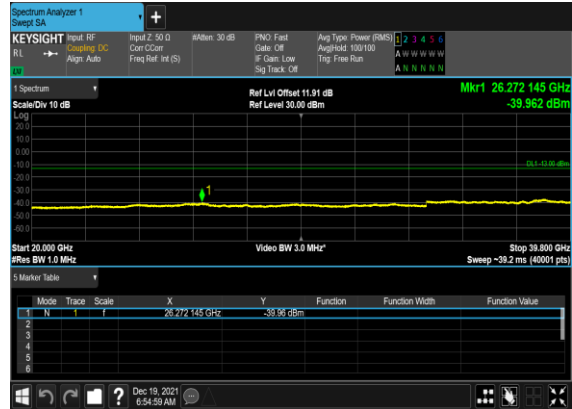 Spectrum Analyzer 1
Swept SA
+
KEYSIGHT Input: RF Input Z: 50 Ω #Atten: 30 dB PNO: Fast Avg Type: Power (RMS) 1 2 3 4 5 6
RL Coupling: DC Corr CCorr Gate: Off Avg|Hold: 100/100 A W W W W W
Align: Auto Freq Ref: Int (S) IF Gain: Low Trig: Free Run
Sig Track: Off A N N N N N
1 Spectrum Ref Lvl Offset 11.91 dB Mkr1 26.272 145 GHz
Scale/Div 10 dB Ref Level 30.00 dBm -39.962 dBm
Log
20.0
10.0
0.00
-10.0
DL1 -13.00 dBm
-20.0
-30.0
1
-40.0
-50.0
-60.0
Start 20.000 GHz Video BW 3.0 MHz* Stop 39.800 GHz
#Res BW 1.0 MHz Sweep ~39.2 ms (40001 pts)
5 Marker Table
Mode Trace Scale X Y Function Function Width Function Value
1 N 1 f 26.272 145 GHz -39.96 dBm
2
3
4
5
6
? Dec 19, 2021
6:54:59 AM